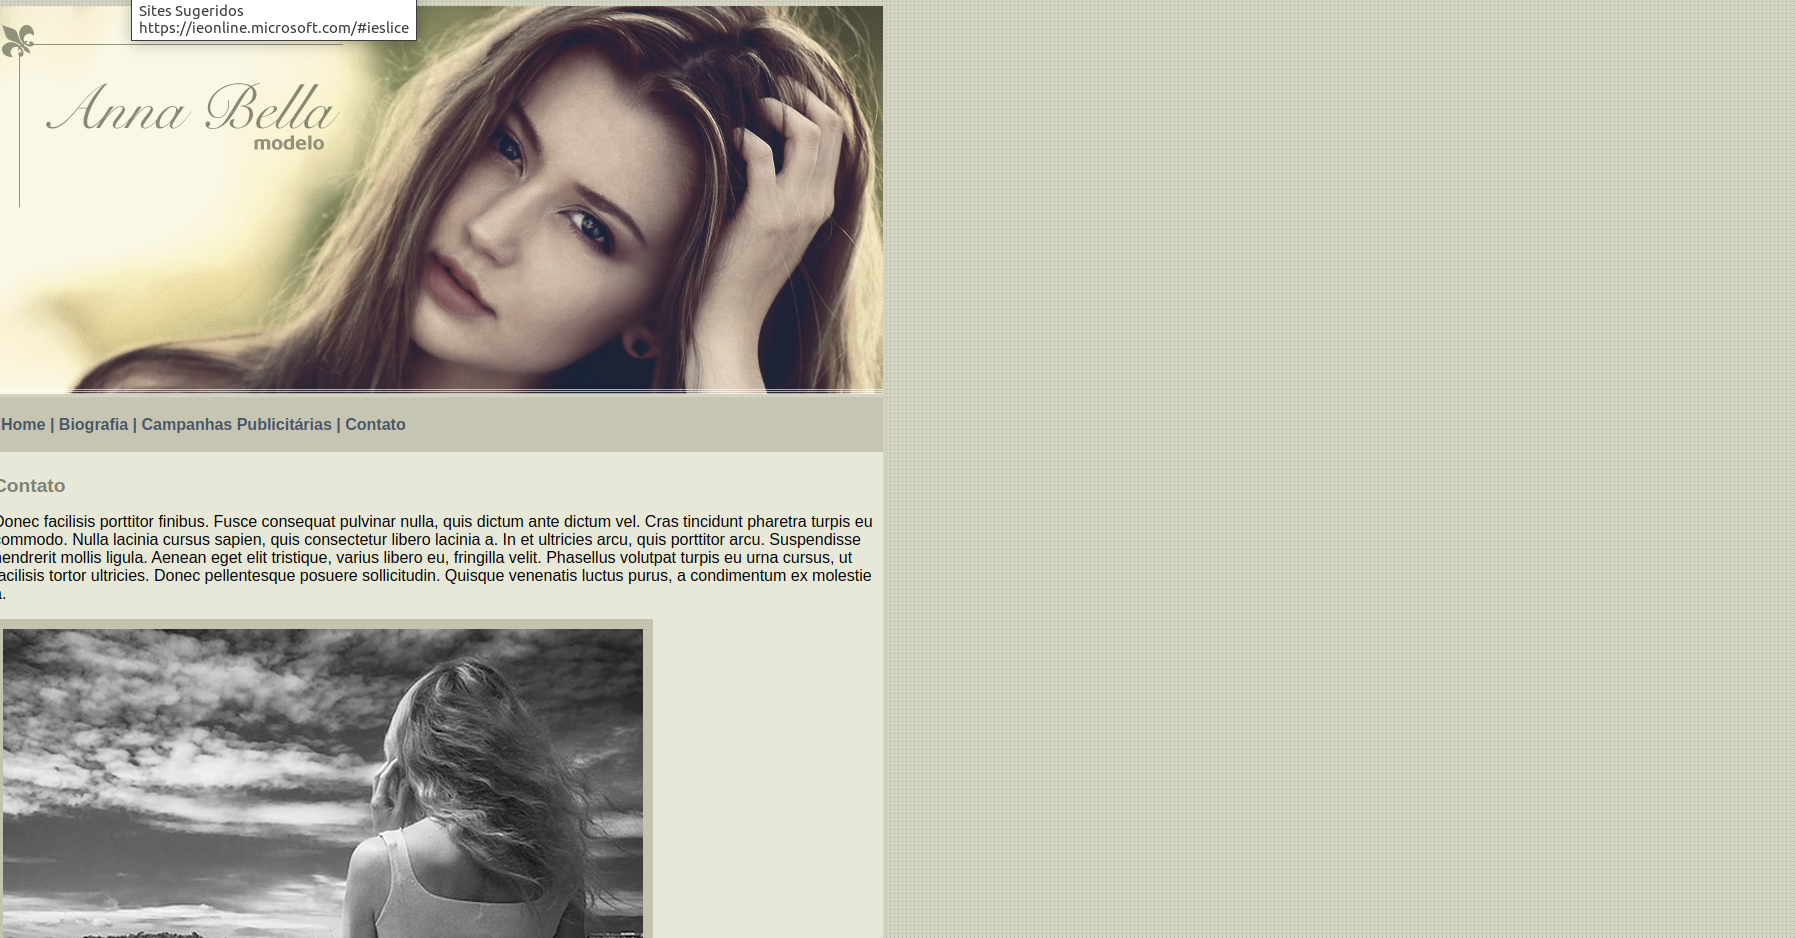 Sites Sugeridos
https://ieonline.microsoft.com/#ieslice
Anna Bella
modelo
Home | Biografia | Campanhas Publicitárias | Contato
Contato
Donec facilisis porttitor finibus. Fusce consequat pulvinar nulla, quis dictum ante dictum vel. Cras tincidunt pharetra turpis eu
commodo. Nulla lacinia cursus sapien, quis consectetur libero lacinia a. In et ultricies arcu, quis porttitor arcu. Suspendisse
hendrerit mollis ligula. Aenean eget elit tristique, varius libero eu, fringilla velit. Phasellus volutpat turpis eu urna cursus, ut
facilisis tortor ultricies. Donec pellentesque posuere sollicitudin. Quisque venenatis luctus purus, a condimentum ex molestie
a.